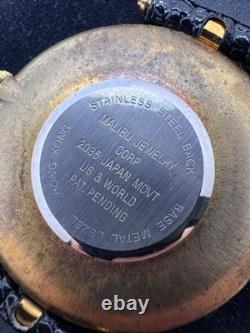 STAINLESS STEEL BACK
MALIBU JEWELRY
CORP
2035 JAPAN MOVT
US & WORLD
PAT. PENDING
HONG KONG
BASE METAL BEZEL